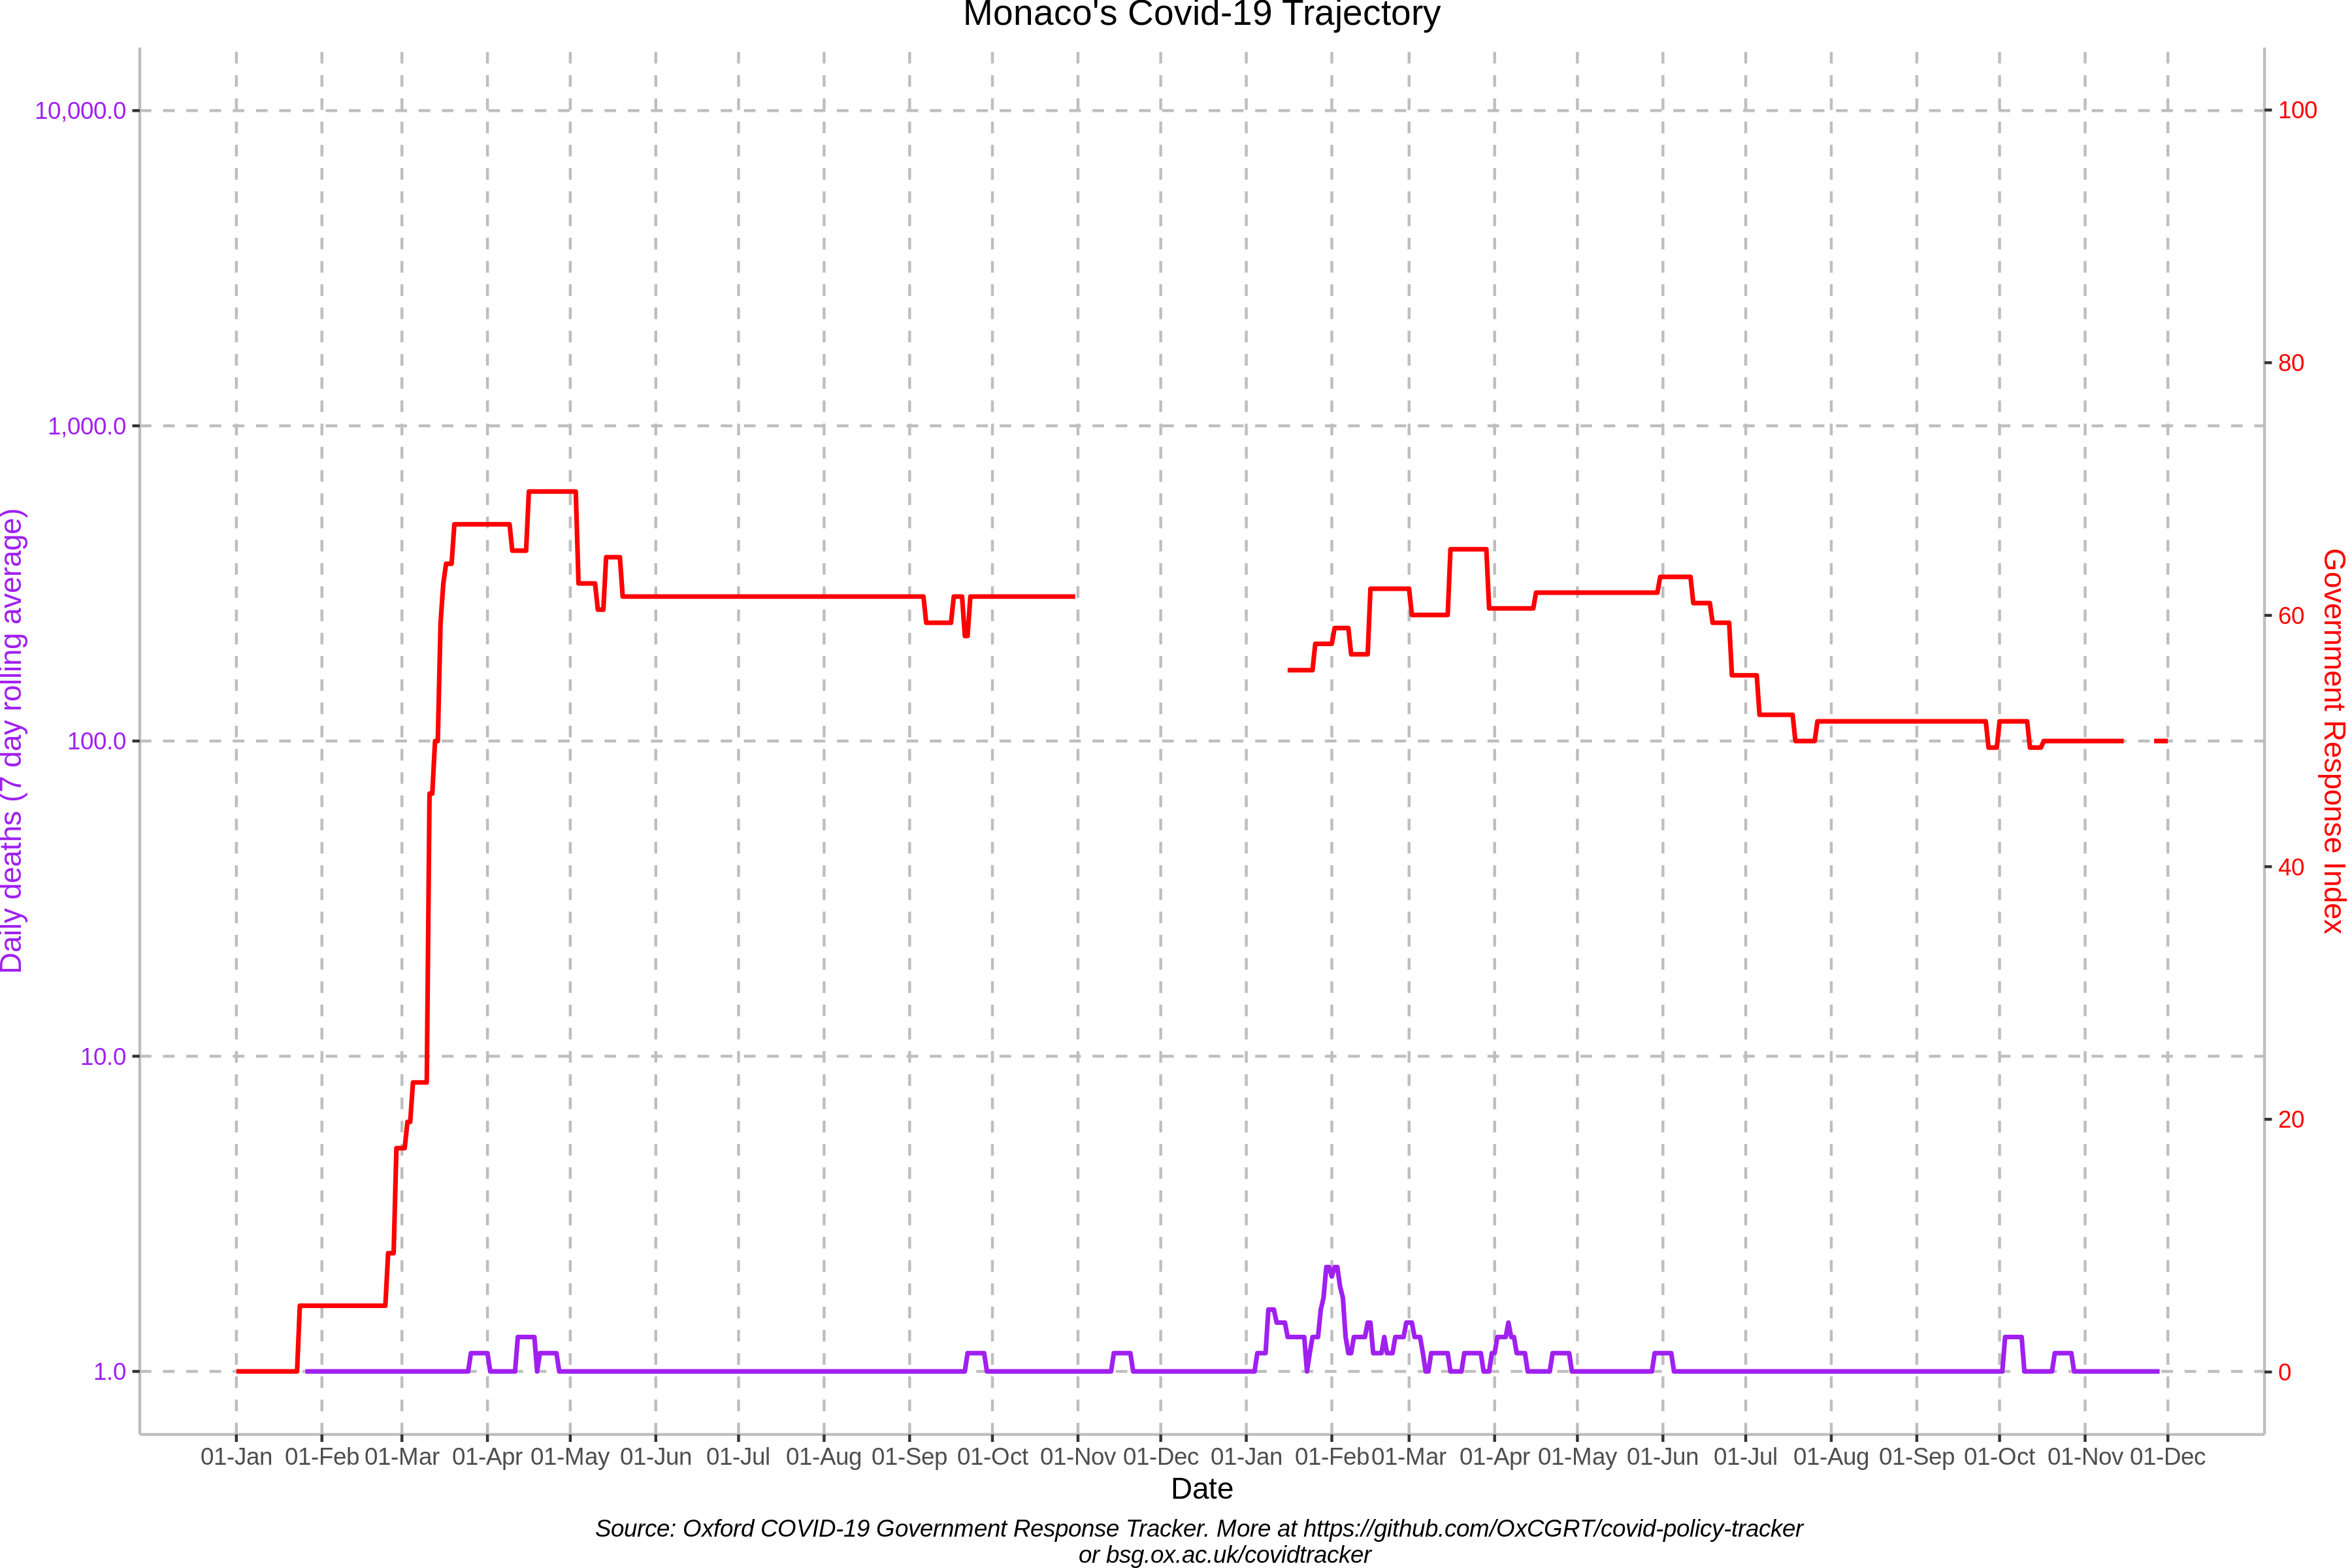 Monaco's Covid-19 Trajectory
10,000.0
1,000.0
100.0
10.0
1.0
Daily deaths (7 day rolling average)
100
80
60
40
20
0
Government Response Index
01-Jan 01-Feb 01-Mar 01-Apr 01-May 01-Jun 01-Jul 01-Aug 01-Sep 01-Oct 01-Nov 01-Dec 01-Jan 01-Feb 01-Mar 01-Apr 01-May 01-Jun 01-Jul 01-Aug 01-Sep 01-Oct 01-Nov 01-Dec
Date
Source: Oxford COVID-19 Government Response Tracker. More at https://github.com/OxCGRT/covid-policy-tracker
or bsg.ox.ac.uk/covidtracker